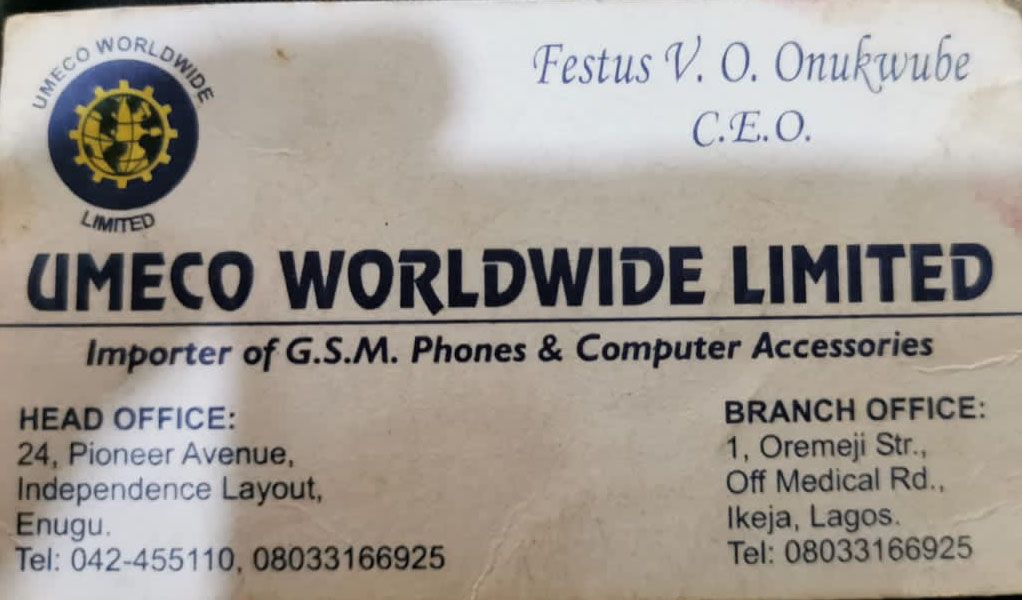 UMECO WORLDWIDE
LIMITED
Festus V. O. Onukwube
C.E.O.
UMECO WORLDWIDE LIMITED
Importer of G.S.M. Phones & Computer Accessories
HEAD OFFICE:
24, Pioneer Avenue,
Independence Layout,
Enugu.
Tel: 042-455110, 08033166925
BRANCH OFFICE:
1, Oremeji Str.,
Off Medical Rd.,
Ikeja, Lagos.
Tel: 08033166925